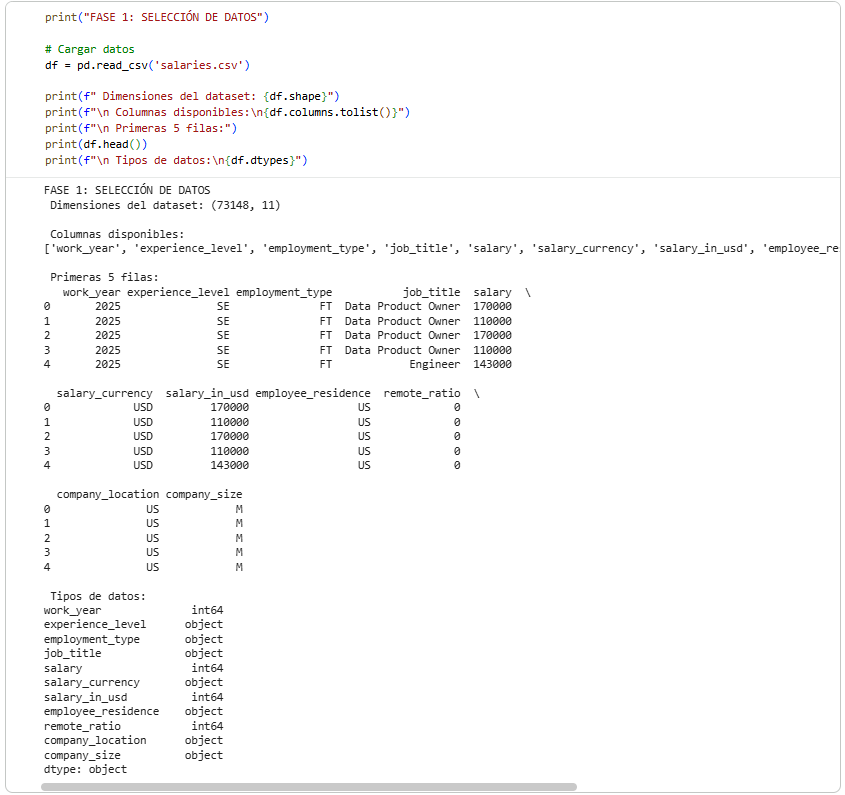 print("FASE 1: SELECCIÓN DE DATOS")
# Cargar datos
df = pd.read_csv('salaries.csv')
print(f" Dimensiones del dataset: {df.shape}")
print(f"\n Columnas disponibles:\n{df.columns.tolist()}")
print(f"\n Primeras 5 filas:")
print(df.head())
print(f"\n Tipos de datos:\n{df.dtypes}")
FASE 1: SELECCIÓN DE DATOS
Dimensiones del dataset: (73148, 11)
Columnas disponibles:
['work_year', 'experience_level', 'employment_type', 'job_title', 'salary', 'salary_currency', 'salary_in_usd', 'employee_re
Primeras 5 filas:
work_year experience_level employment_type job_title salary \
0 2025 SE FT Data Product Owner 170000
1 2025 SE FT Data Product Owner 110000
2 2025 SE FT Data Product Owner 170000
3 2025 SE FT Data Product Owner 110000
4 2025 SE FT Engineer 143000
salary_currency salary_in_usd employee_residence remote_ratio \
0 USD 170000 US 0
1 USD 110000 US 0
2 USD 170000 US 0
3 USD 110000 US 0
4 USD 143000 US 0
company_location company_size
0 US M
1 US M
2 US M
3 US M
4 US M
Tipos de datos:
work_year int64
experience_level object
employment_type object
job_title object
salary int64
salary_currency object
salary_in_usd int64
employee_residence object
remote_ratio int64
company_location object
company_size object
dtype: object